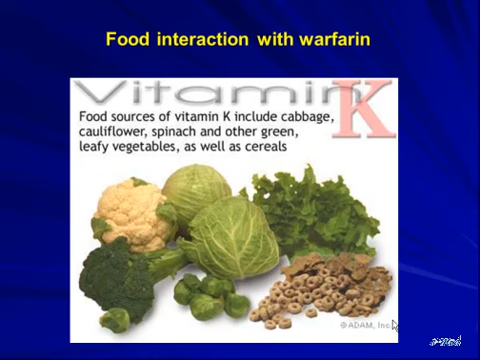 Food interaction with warfarin
Vitamin K
Food sources of vitamin K include cabbage,
cauliflower, spinach and other green,
leafy vegetables, as well as cereals
©ADAM, Inc.